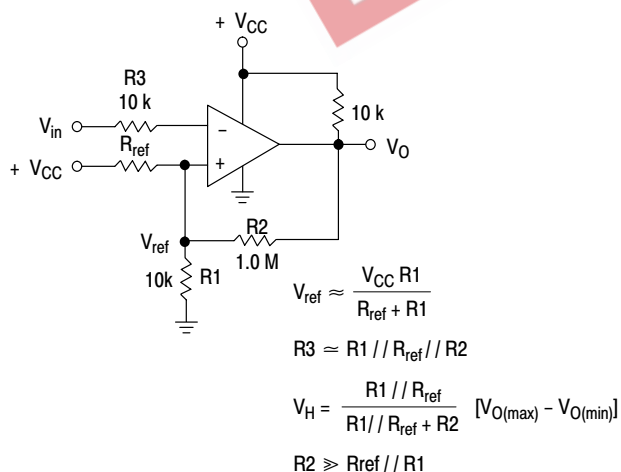 + VCC
R3
10 k
10 k
Vin
−
VO
Rref
+ VCC
+
R2
Vref
1.0 M
10k
R1
Vref ≈ VCC R1 / Rref + R1
R3 ≃ R1 // Rref // R2
VH = R1 // Rref / R1// Rref + R2 [VO(max) − VO(min)]
R2 ≫ Rref // R1